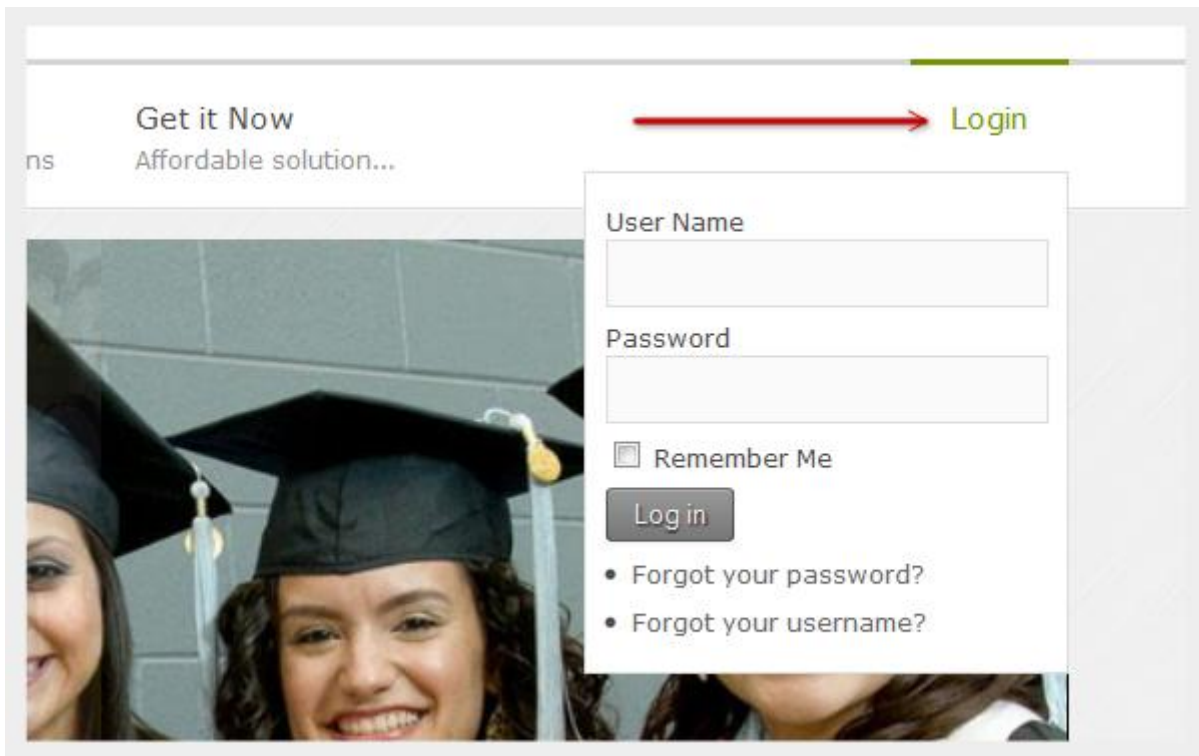 Get it Now
Login
ns
Affordable solution...
User Name
Password
Remember Me
Log in
• Forgot your password?
• Forgot your username?